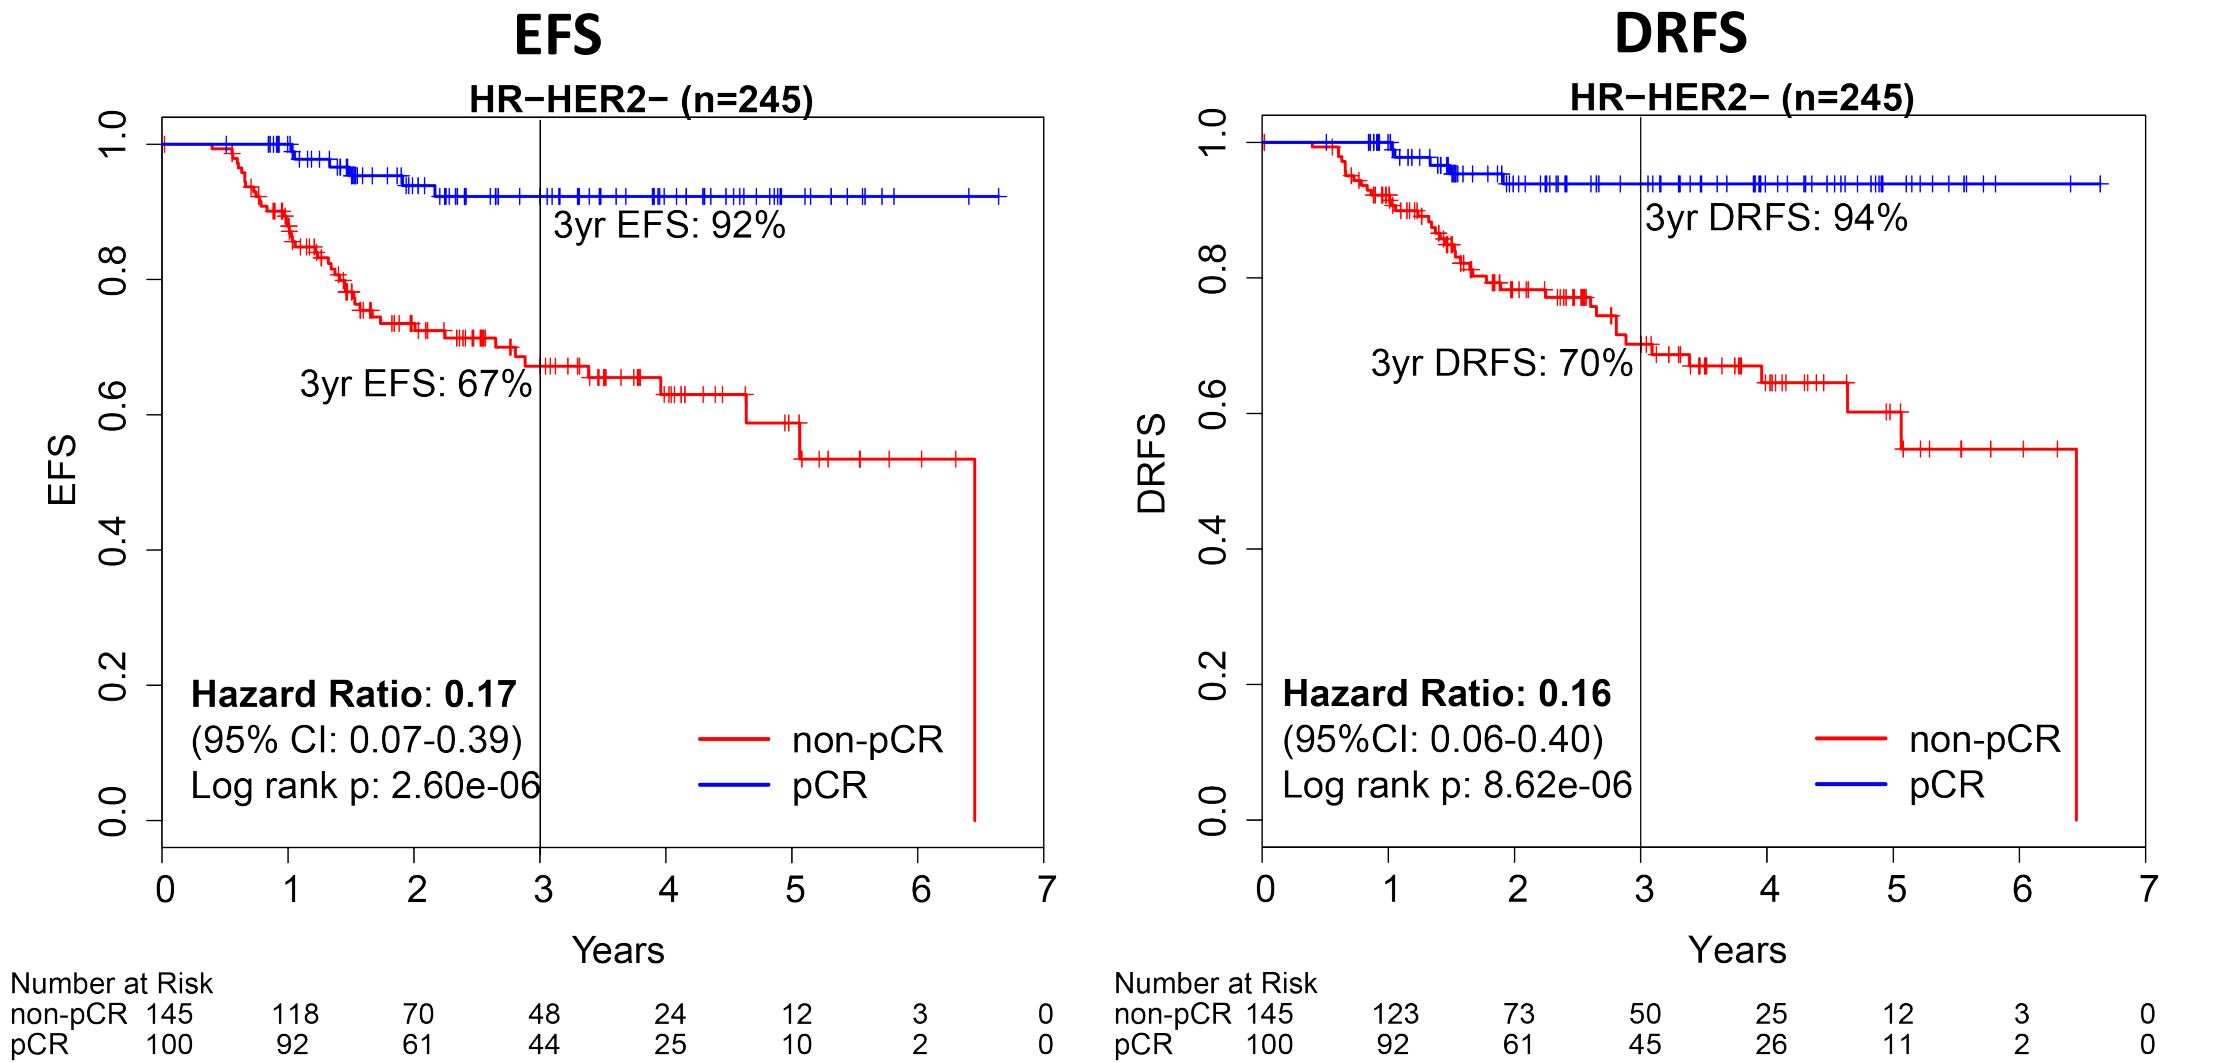 EFS
HR−HER2− (n=245)
EFS
1.0
0.8
0.6
0.4
0.2
0.0
3yr EFS: 92%
3yr EFS: 67%
Hazard Ratio: 0.17
(95% CI: 0.07-0.39)
Log rank p: 2.60e-06
non-pCR
pCR
0 1 2 3 4 5 6 7
Years
Number at Risk
non-pCR 145 118 70 48 24 12 3 0
pCR 100 92 61 44 25 10 2 0
DRFS
HR−HER2− (n=245)
DRFS
1.0
0.8
0.6
0.4
0.2
0.0
3yr DRFS: 94%
3yr DRFS: 70%
Hazard Ratio: 0.16
(95%CI: 0.06-0.40)
Log rank p: 8.62e-06
non-pCR
pCR
0 1 2 3 4 5 6 7
Years
Number at Risk
non-pCR 145 123 73 50 25 12 3 0
pCR 100 92 61 45 26 11 2 0